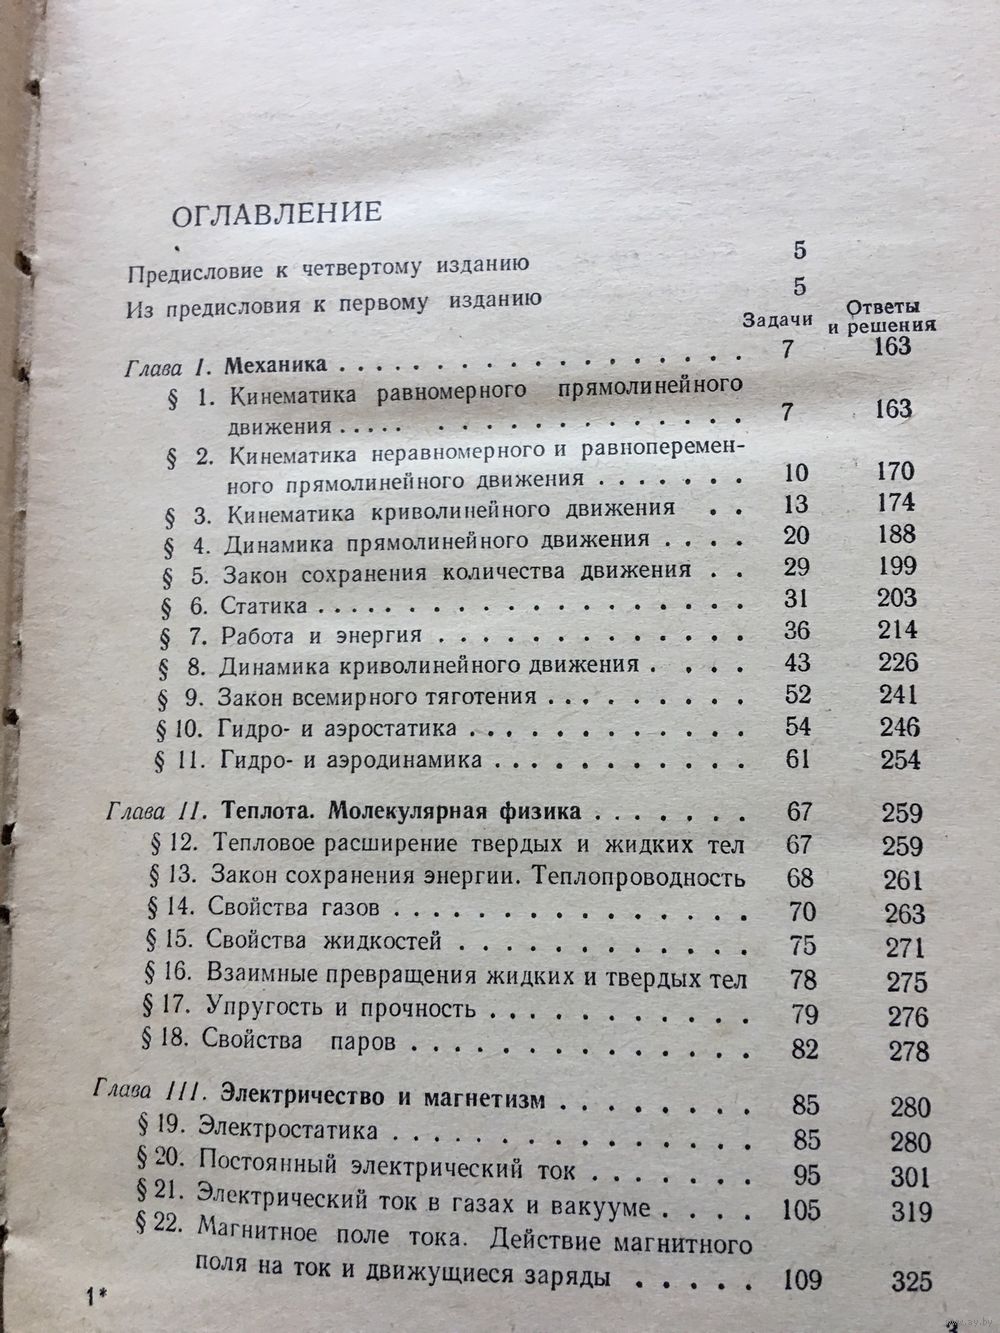 ОГЛАВЛЕНИЕ
Предисловие к четвертому изданию 5
Из предисловия к первому изданию 5
Задачи Ответы и решения
Глава I. Механика . . . . . . . . . . . . . . . . . . 7 163
§ 1. Кинематика равномерного прямолинейного
движения . . . . . . . . . . . . . . . . . . 7 163
§ 2. Кинематика неравномерного и равноперемен-
ного прямолинейного движения . . . . . . . 10 170
§ 3. Кинематика криволинейного движения . . 13 174
§ 4. Динамика прямолинейного движения . . . . 20 188
§ 5. Закон сохранения количества движения . . 29 199
§ 6. Статика . . . . . . . . . . . . . . . . . . 31 203
§ 7. Работа и энергия . . . . . . . . . . . . . 36 214
§ 8. Динамика криволинейного движения . . . . 43 226
§ 9. Закон всемирного тяготения . . . . . . . . . 52 241
§ 10. Гидро- и аэростатика . . . . . . . . . . . . 54 246
§ 11. Гидро- и аэродинамика . . . . . . . . . . . 61 254
Глава II. Теплота. Молекулярная физика . . . . . . . 67 259
§ 12. Тепловое расширение твердых и жидких тел 67 259
§ 13. Закон сохранения энергии. Теплопроводность 68 261
§ 14. Свойства газов . . . . . . . . . . . . . . 70 263
§ 15. Свойства жидкостей . . . . . . . . . . . . 75 271
§ 16. Взаимные превращения жидких и твердых тел 78 275
§ 17. Упругость и прочность . . . . . . . . . . . 79 276
§ 18. Свойства паров . . . . . . . . . . . . . . 82 278
Глава III. Электричество и магнетизм . . . . . . . . 85 280
§ 19. Электростатика . . . . . . . . . . . . . . 85 280
§ 20. Постоянный электрический ток . . . . . . . 95 301
§ 21. Электрический ток в газах и вакууме . . . . 105 319
§ 22. Магнитное поле тока. Действие магнитного
поля на ток и движущиеся заряды . . . . . 109 325
1*
3
www.ay.by